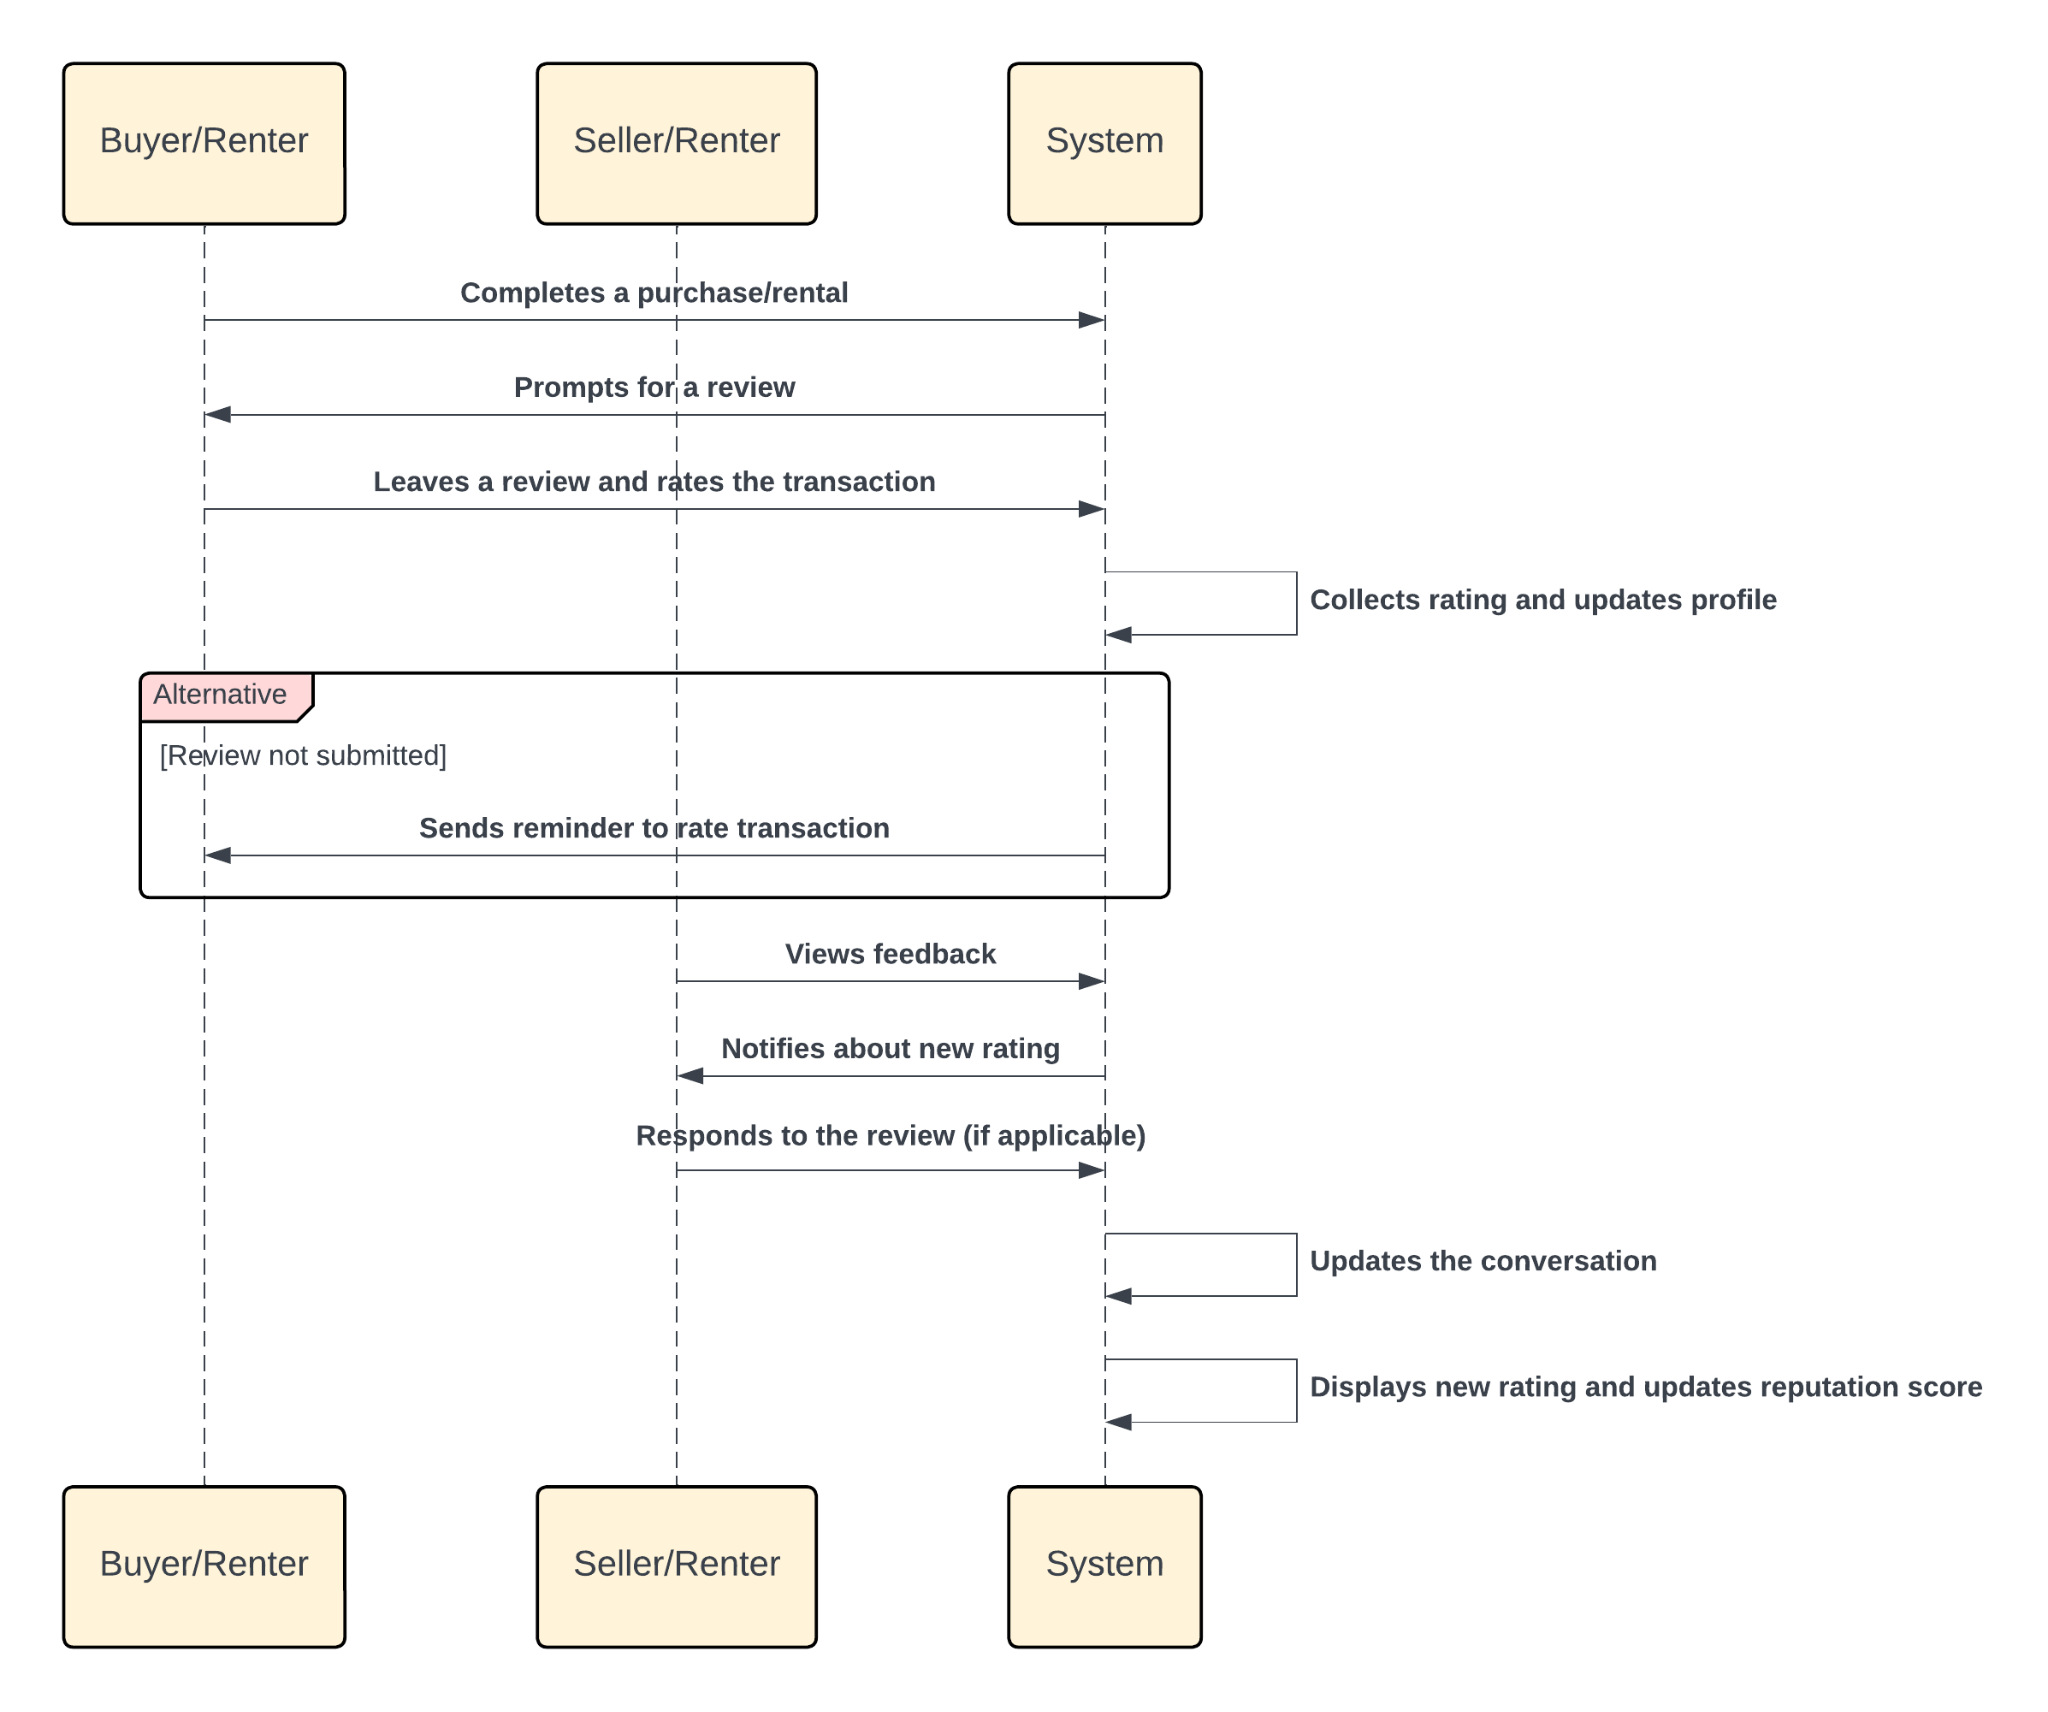 Buyer/Renter
Seller/Renter
System
Completes a purchase/rental
Prompts for a review
Leaves a review and rates the transaction
Collects rating and updates profile
Alternative
[Review not submitted]
Sends reminder to rate transaction
Views feedback
Notifies about new rating
Responds to the review (if applicable)
Updates the conversation
Displays new rating and updates reputation score
Buyer/Renter
Seller/Renter
System